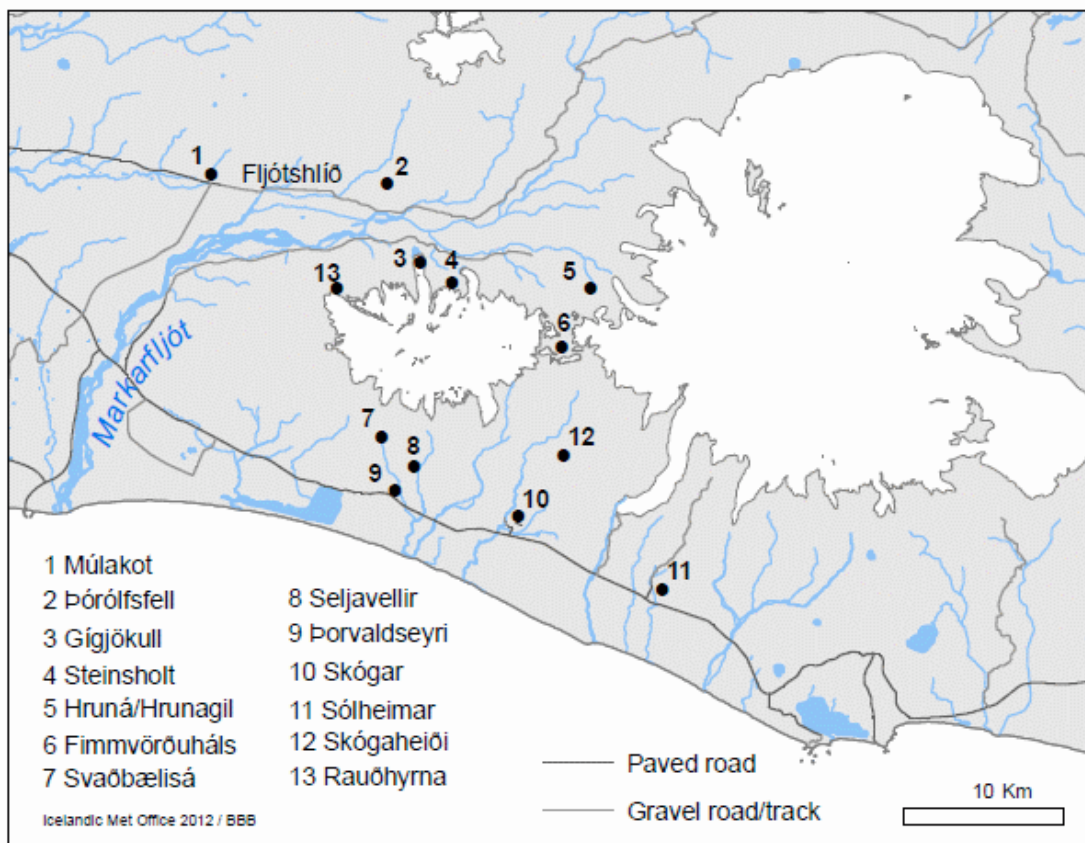 1
Fljótshlíð
2
3
4
13
5
6
Markarfljót
7
8
9
12
10
11
1 Múlakot
2 Þórólfsfell
3 Gígjökull
4 Steinsholt
5 Hruná/Hrunagil
6 Fimmvörðuháls
7 Svaðbælisá
8 Seljavellir
9 Þorvaldseyri
10 Skógar
11 Sólheimar
12 Skógaheiði
13 Rauðhyrna
Icelandic Met Office 2012 / BBB
Paved road
Gravel road/track
10 Km